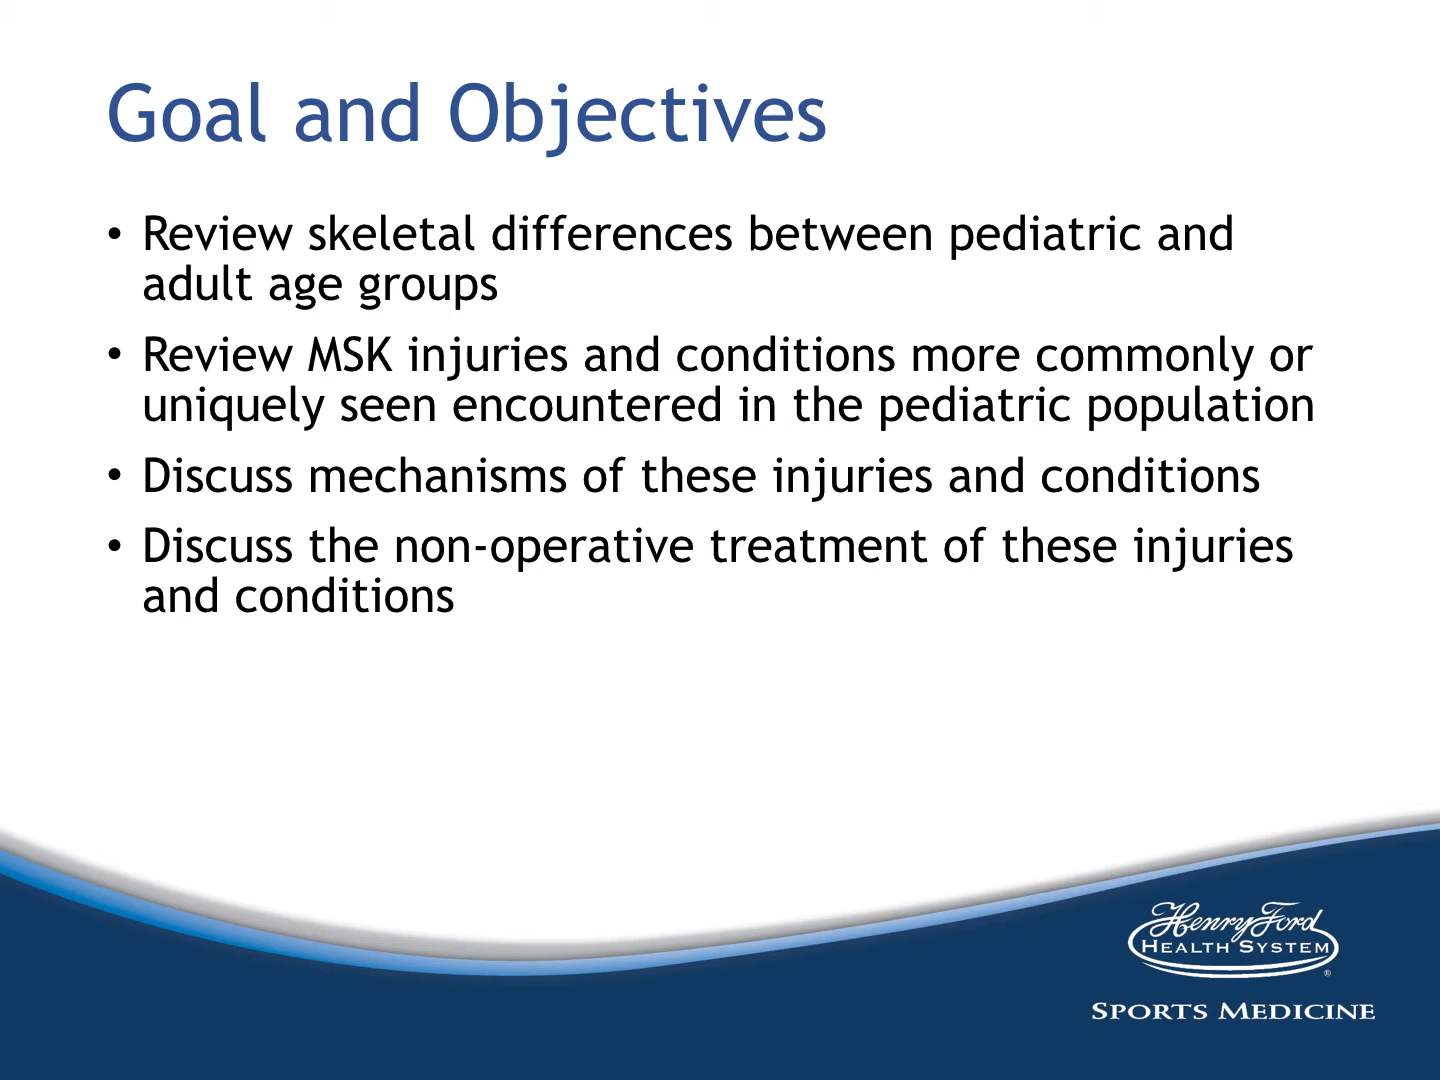 Goal and Objectives
• Review skeletal differences between pediatric and
adult age groups
• Review MSK injuries and conditions more commonly or
uniquely seen encountered in the pediatric population
• Discuss mechanisms of these injuries and conditions
• Discuss the non-operative treatment of these injuries
and conditions
Henry Ford
HEALTH SYSTEM
®
SPORTS MEDICINE